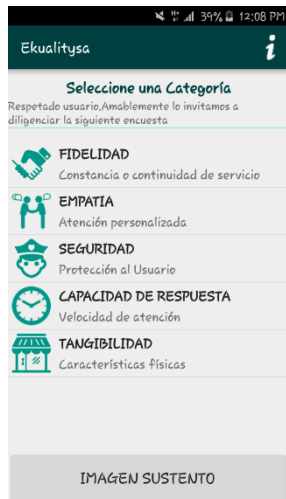 39% 12:08 PM
Ekualitysa
Seleccione una Categoría
Respetado usuario,Amablemente lo invitamos a
diligenciar la siguiente encuesta
FIDELIDAD
Constancia o continuidad de servicio
EMPATIA
Atención personalizada
SEGURIDAD
Protección al Usuario
CAPACIDAD DE RESPUESTA
Velocidad de atención
TANGIBILIDAD
Características físicas
IMAGEN SUSTENTO